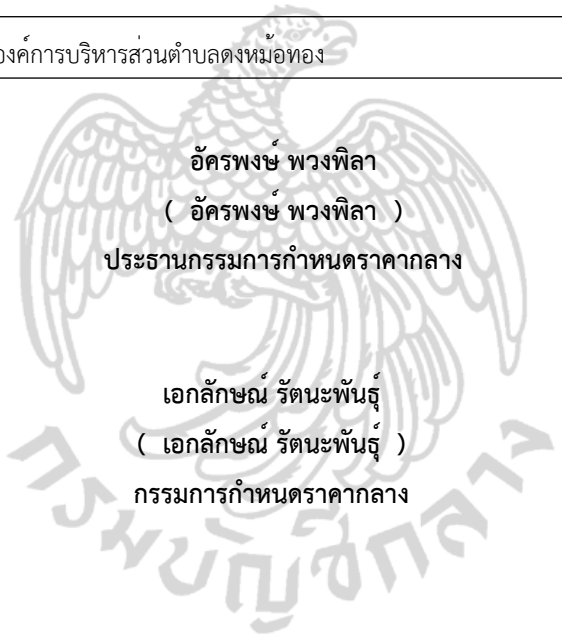 องค์การบริหารส่วนตำบลดงหม้อทอง
อัครพงษ์ พวงพิลา
( อัครพงษ์ พวงพิลา )
ประธานกรรมการกำหนดราคากลาง
เอกลักษณ์ รัตนะพันธุ์
( เอกลักษณ์ รัตนะพันธุ์ )
กรรมการกำหนดราคากลาง
กรมบัญชีกลาง